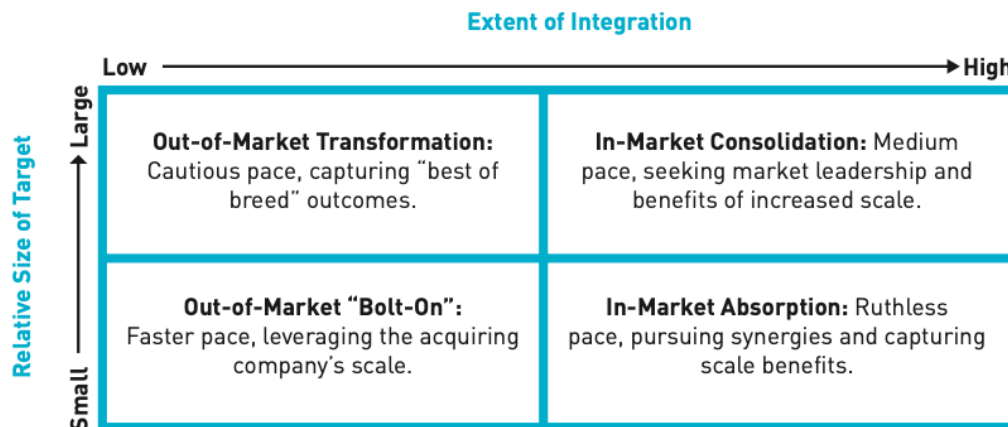 Extent of Integration
Low
High
Relative Size of Target
Large
Small
Out-of-Market Transformation:
Cautious pace, capturing “best of
breed” outcomes.
In-Market Consolidation: Medium
pace, seeking market leadership and
benefits of increased scale.
Out-of-Market “Bolt-On”:
Faster pace, leveraging the acquiring
company’s scale.
In-Market Absorption: Ruthless
pace, pursuing synergies and capturing
scale benefits.